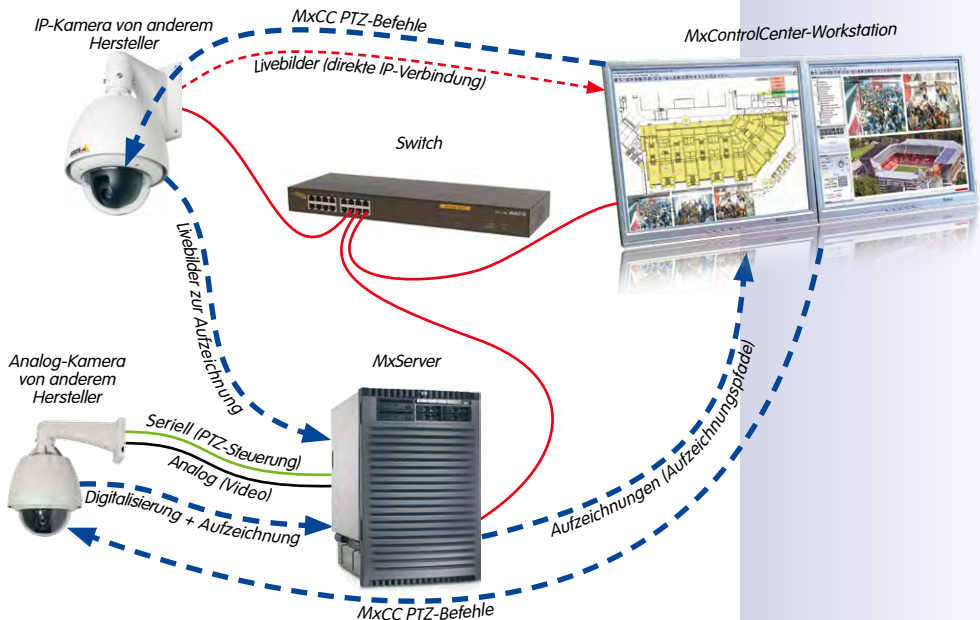 IP-Kamera von anderem
Hersteller
MxCC PTZ-Befehle
Livebilder (direkte IP-Verbindung)
MxControlCenter-Workstation
Switch
Livebilder zur Aufzeichnung
Analog-Kamera
von anderem
Hersteller
MxServer
Seriell (PTZ-Steuerung)
Analog (Video)
Digitalisierung + Aufzeichnung
Aufzeichnungen (Aufzeichnungspfade)
MxCC PTZ-Befehle
AXIS